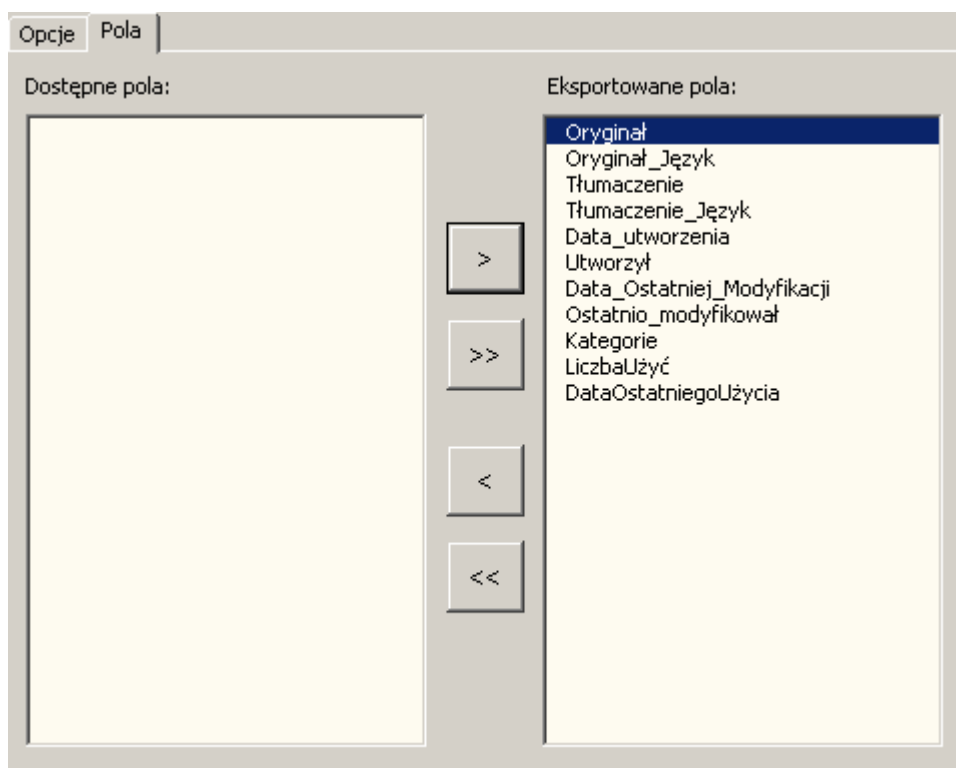 Opcje Pola
Dostępne pola:
Eksportowane pola:
Oryginał
Oryginał_Język
Tłumaczenie
Tłumaczenie_Język
Data_utworzenia
Utworzył
Data_Ostatniej_Modyfikacji
Ostatnio_modyfikował
Kategorie
LiczbaUżyć
DataOstatniegoUżycia
>
>>
<
<<